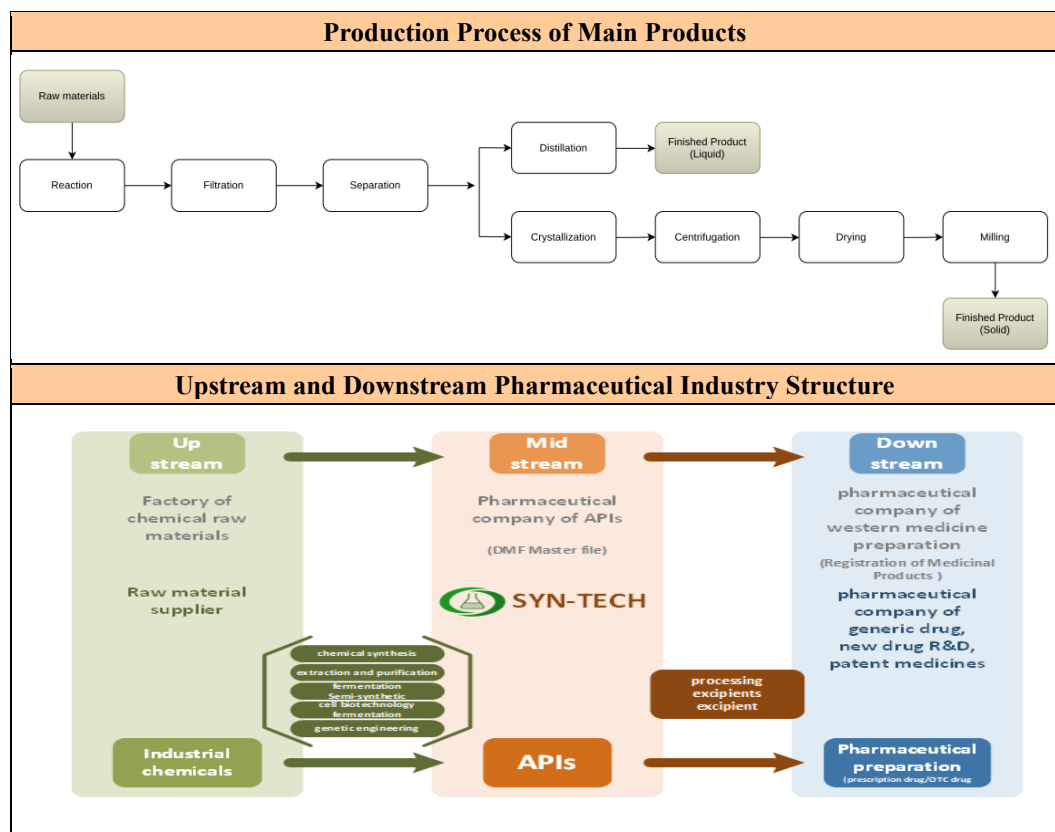 Production Process of Main Products
Raw materials
Reaction
Filtration
Separation
Distillation
Finished Product
(Liquid)
Crystallization
Centrifugation
Drying
Milling
Finished Product
(Solid)
Upstream and Downstream Pharmaceutical Industry Structure
Up
stream
Mid
stream
Down
stream
Factory of
chemical raw
materials
Raw material
supplier
Pharmaceutical
company of APIs
(DMF Master file)
SYN-TECH
pharmaceutical
company of
western medicine
preparation
(Registration of Medicinal
Products )
pharmaceutical
company of
generic drug,
new drug R&D,
patent medicines
chemical synthesis
extraction and purification
fermentation
Semi-synthetic
cell biotechnology
fermentation
genetic engineering
processing
excipients
excipient
Industrial
chemicals
APIs
Pharmaceutical
preparation
(prescription drug/OTC drug